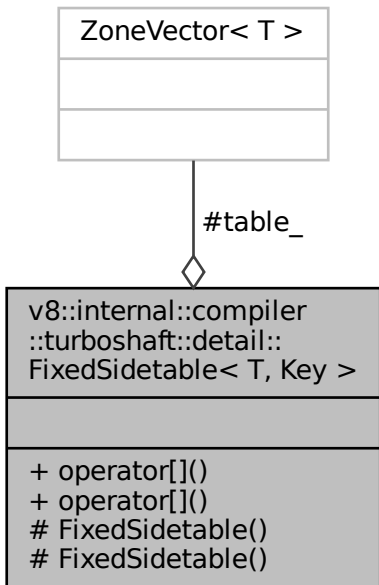 ZoneVector< T >
#table_
v8::internal::compiler
::turboshaft::detail::
FixedSidetable< T, Key >
+ operator[]()
+ operator[]()
# FixedSidetable()
# FixedSidetable()